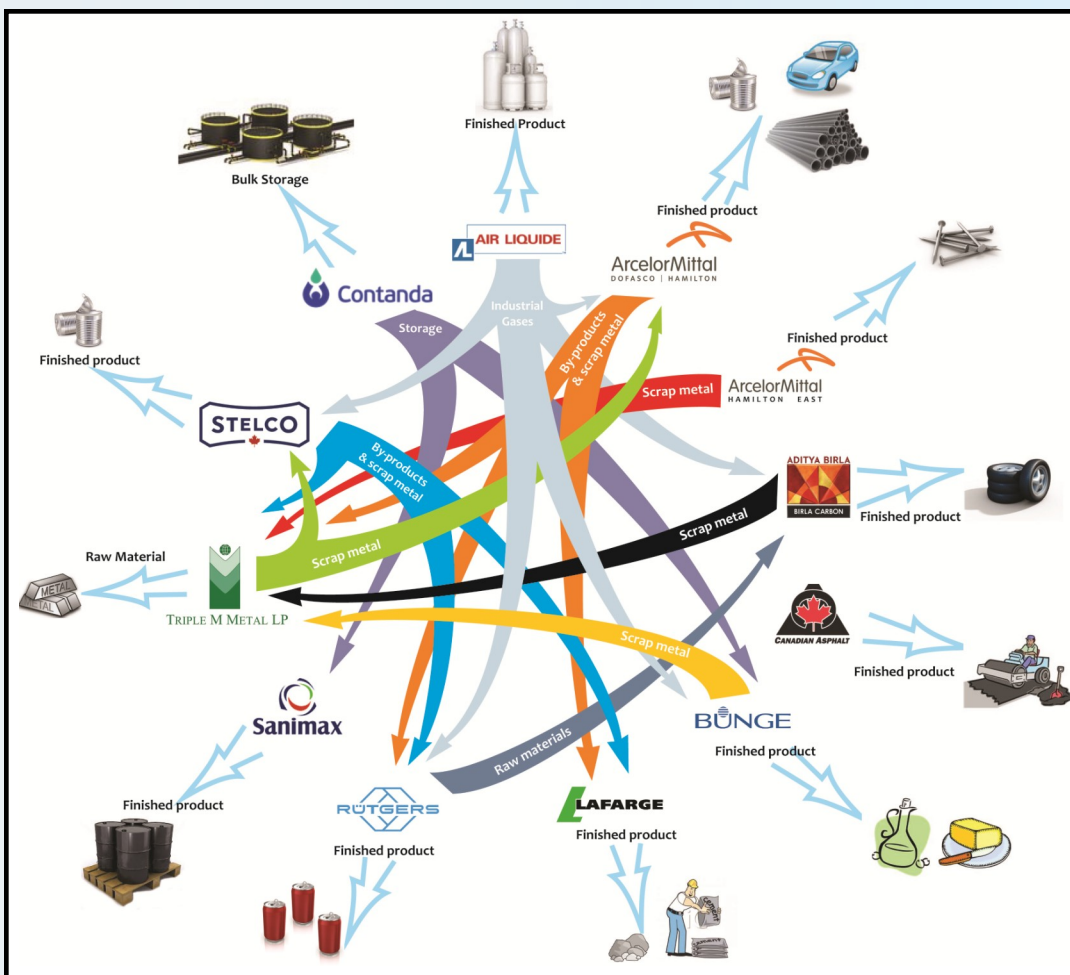 Finished Product
Bulk Storage
Finished product
AIR LIQUIDE
ArcelorMittal
DOFASCO | HAMILTON
Contanda
Industrial
Gases
Storage
By-products
& scrap metal
Finished product
Finished product
Scrap metal
ArcelorMittal
HAMILTON EAST
STELCO
By-products
& scrap metal
ADITYA BIRLA
BIRLA CARBON
Finished product
Scrap metal
Scrap metal
Raw Material
METAL
METAL
TRIPLE M METAL LP
CANADIAN ASPHALT
Finished product
Scrap metal
Sanimax
BUNGE
Finished product
Raw materials
Finished product
RÜTGERS
Finished product
LAFARGE
Finished product
CEMENT